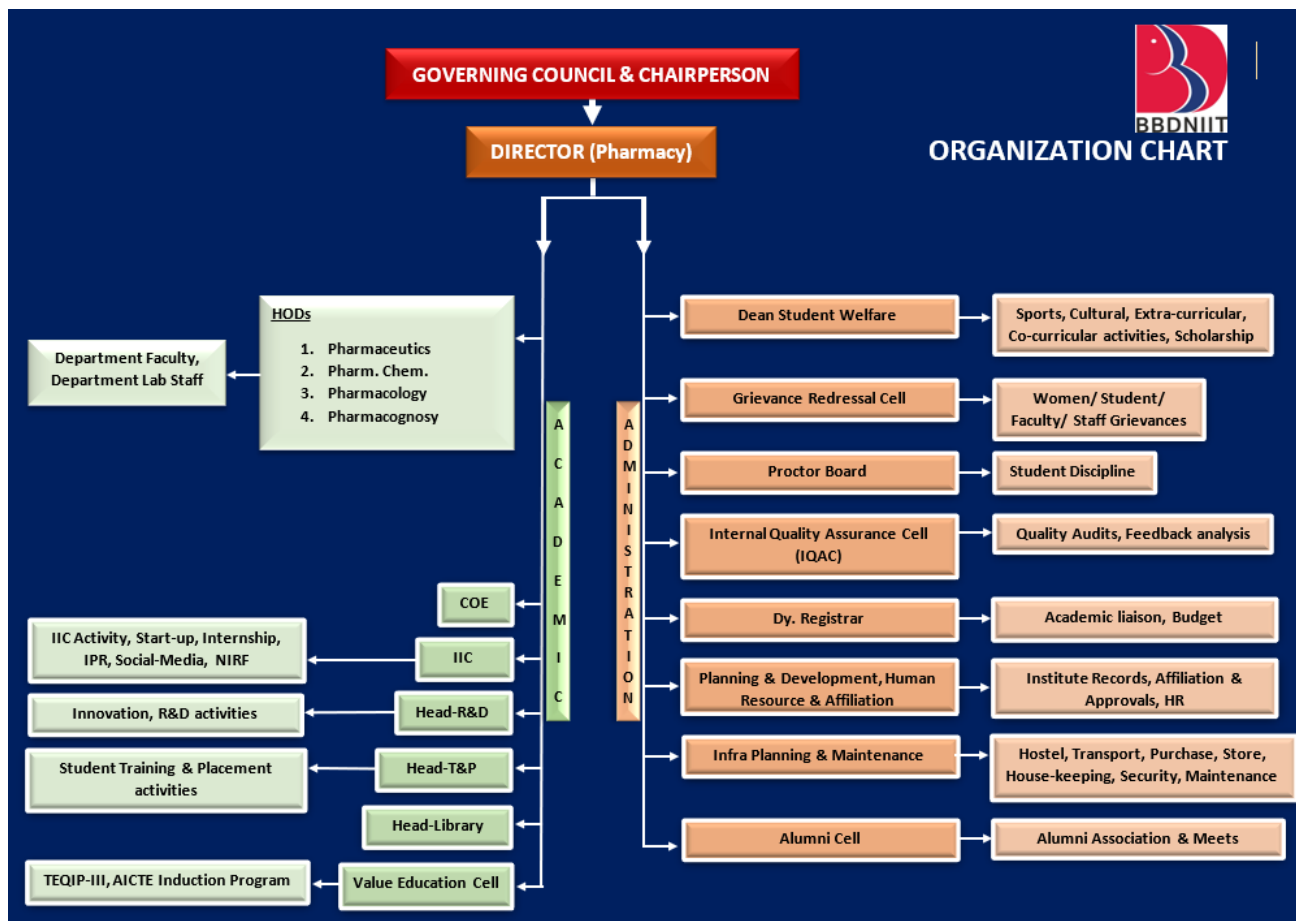 GOVERNING COUNCIL & CHAIRPERSON
BBDNIIT
DIRECTOR (Pharmacy)
ORGANIZATION CHART
HODs
1. Pharmaceutics
2. Pharm. Chem.
3. Pharmacology
4. Pharmacognosy
Department Faculty,
Department Lab Staff
ACADEMIC
COE
IIC
IIC Activity, Start-up, Internship,
IPR, Social-Media, NIRF
Head-R&D
Innovation, R&D activities
Head-T&P
Student Training & Placement
activities
Head-Library
Value Education Cell
TEQIP-III, AICTE Induction Program
ADMINISTRATION
Dean Student Welfare
Sports, Cultural, Extra-curricular,
Co-curricular activities, Scholarship
Grievance Redressal Cell
Women/ Student/
Faculty/ Staff Grievances
Proctor Board
Student Discipline
Internal Quality Assurance Cell
(IQAC)
Quality Audits, Feedback analysis
Dy. Registrar
Academic liaison, Budget
Planning & Development, Human
Resource & Affiliation
Institute Records, Affiliation &
Approvals, HR
Infra Planning & Maintenance
Hostel, Transport, Purchase, Store,
House-keeping, Security, Maintenance
Alumni Cell
Alumni Association & Meets